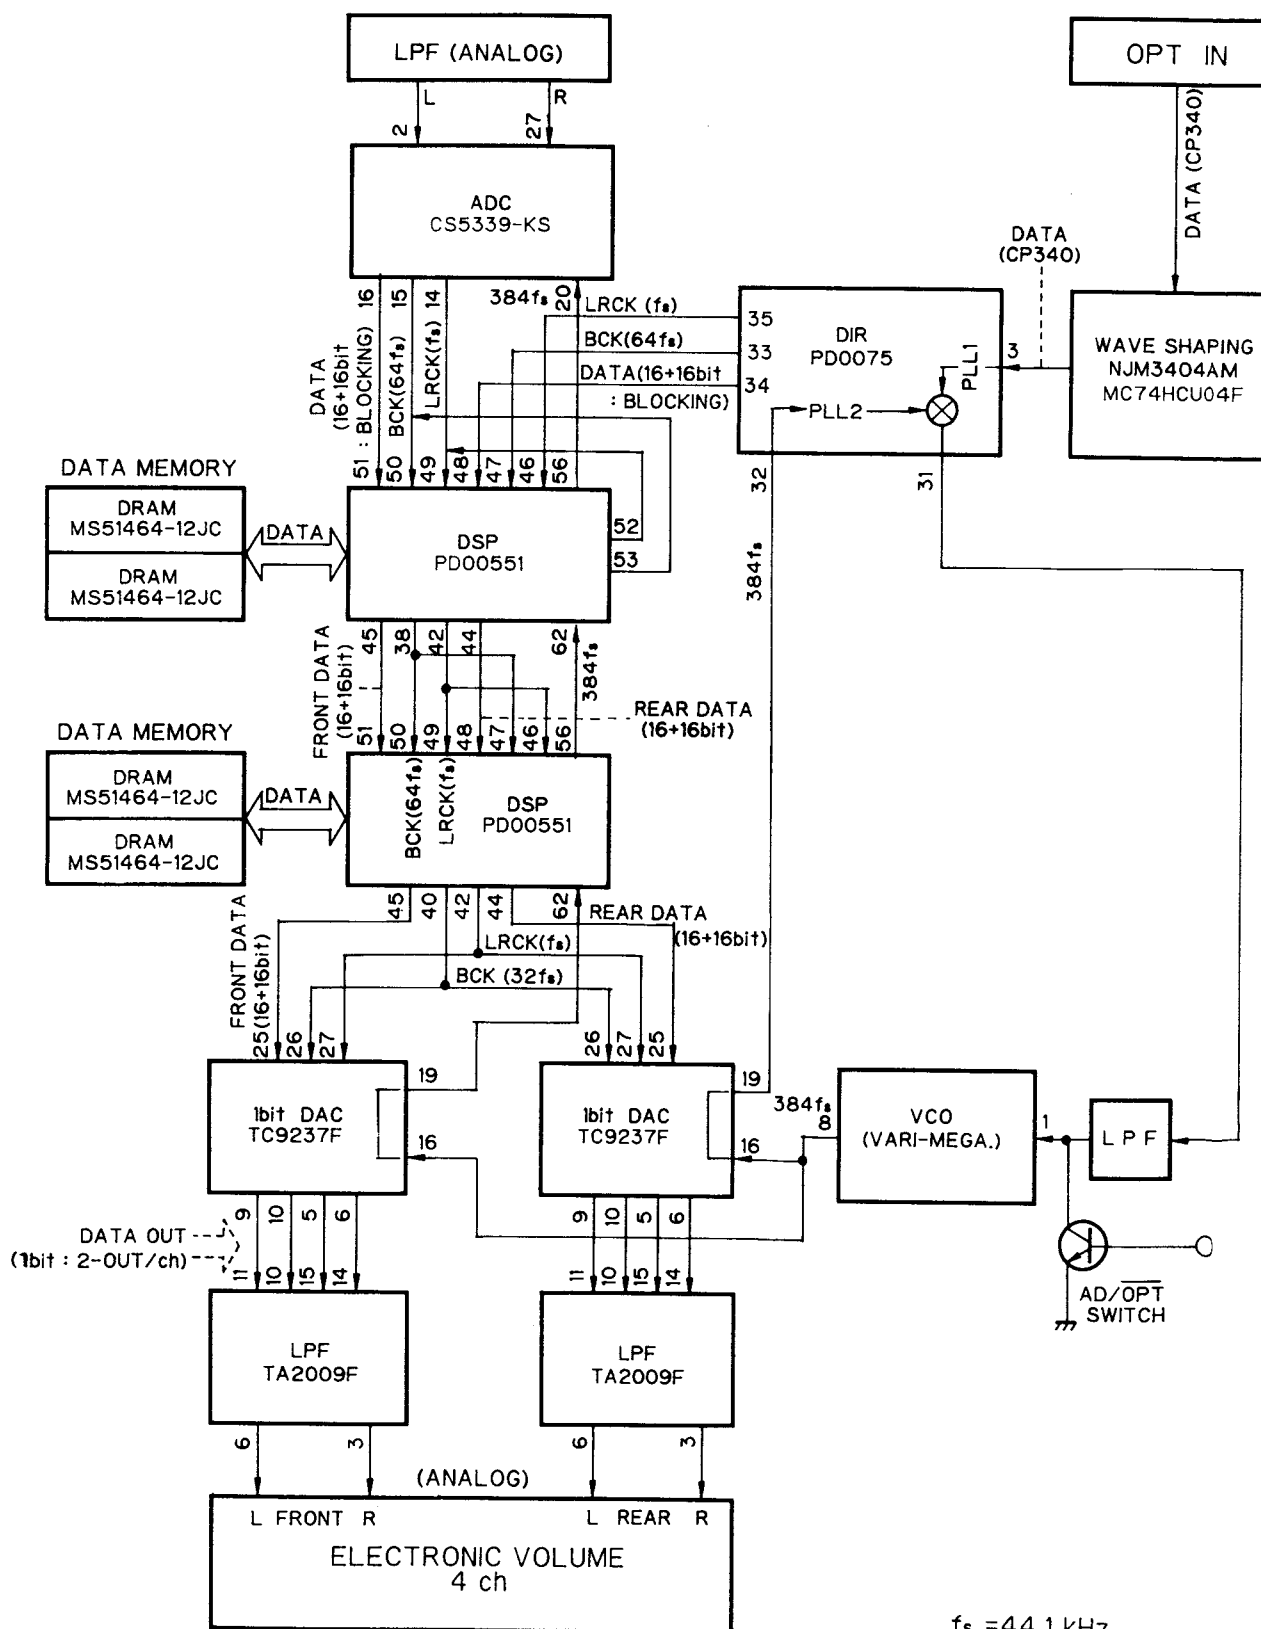 LPF (ANALOG)
OPT IN
L
R
2
27
DATA (CP340)
ADC
CS5339-KS
DATA
(CP340)
16
15
14
384fs
20
LRCK (fs)
BCK(64fs)
DATA(16+16bit
: BLOCKING)
35
33
34
DIR
PD0075
PLL1
PLL2
3
WAVE SHAPING
NJM3404AM
MC74HCU04F
DATA
(16+16bit
: BLOCKING)
BCK(64fs)
LRCK(fs)
51
50
49
48
47
46
56
32
31
DATA MEMORY
DRAM
MS51464-12JC
DRAM
MS51464-12JC
DATA
DSP
PD00551
52
53
384fs
45
38
42
44
62
FRONT DATA
(16+16bit)
384fs
REAR DATA
(16+16bit)
51
50
49
48
47
46
56
DATA MEMORY
DRAM
MS51464-12JC
DRAM
MS51464-12JC
DATA
BCK(64fs)
LRCK(fs)
DSP
PD00551
45
40
42
44
62
REAR DATA
(16+16bit)
FRONT DATA
(16+16bit)
LRCK(fs)
BCK (32fs)
25
26
27
26
27
25
1bit DAC
TC9237F
19
16
1bit DAC
TC9237F
19
16
384fs
8
VCO
(VARI-MEGA.)
1
LPF
9
10
5
6
9
10
5
6
DATA OUT
(1bit : 2-OUT/ch)
11
10
15
14
11
10
15
14
AD/OPT
SWITCH
LPF
TA2009F
LPF
TA2009F
6
3
6
3
(ANALOG)
L FRONT R
L REAR R
ELECTRONIC VOLUME
4 ch
fs =44.1 kHz